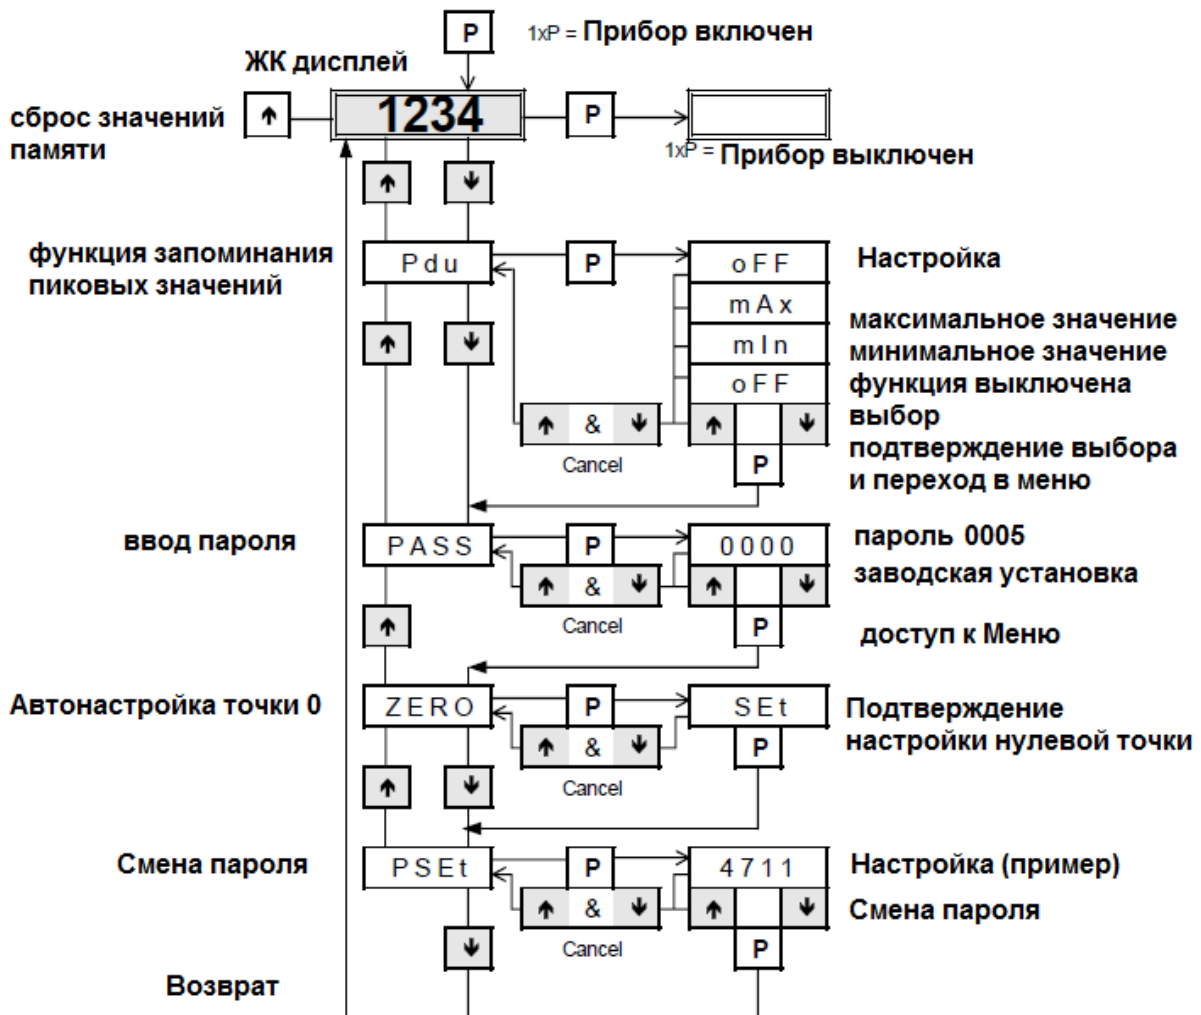 P
1xP = Прибор включен
ЖК дисплей
сброс значений
памяти
↑
1234
P
1xP = Прибор выключен
↑ ↓
функция запоминания
пиковых значений
Pdu
P
oFF
Настройка
mAx
максимальное значение
↑ ↓
mIn
минимальное значение
oFF
функция выключена
↑ & ↓
↑ ↓
выбор
Cancel
P
подтверждение выбора
и переход в меню
ввод пароля
PASS
P
0000
пароль 0005
↑ & ↓
↑ ↓
заводская установка
Cancel
↑
P
доступ к Меню
Автонастройка точки 0
ZERO
P
SEt
Подтверждение
настройки нулевой точки
↑ & ↓
P
Cancel
↑ ↓
Смена пароля
PSEt
P
4711
Настройка (пример)
↑ & ↓
↑ ↓
Смена пароля
Cancel
↓
P
Возврат